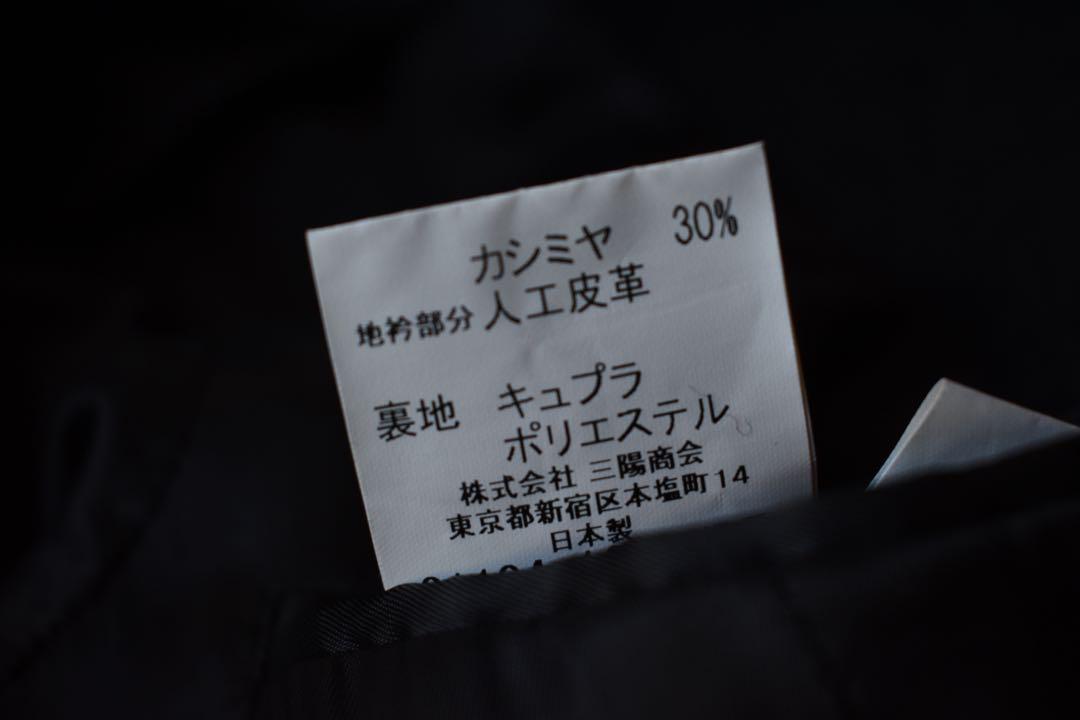 カシミヤ 30%
地衿部分 人工皮革
裏地 キュプラ
ポリエステル
株式会社 三陽商会
東京都新宿区本塩町14
日本製